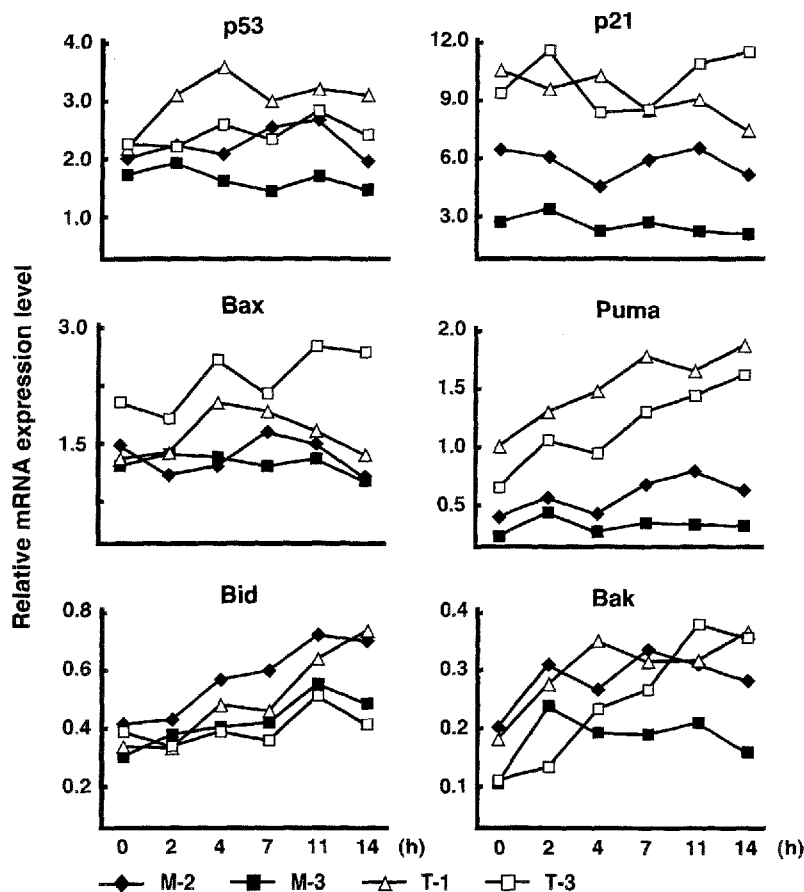 p53
p21
4.0
3.0
2.0
1.0
12.0
9.0
6.0
3.0
Relative mRNA expression level
Bax
Puma
3.0
1.5
2.0
1.5
1.0
0.5
Bid
Bak
0.8
0.6
0.4
0.2
0.4
0.3
0.2
0.1
0 2 4 7 11 14 (h)
0 2 4 7 11 14 (h)
M-2 M-3 T-1 T-3